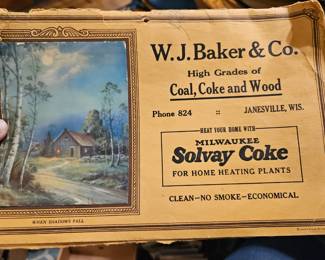 W. J. Baker & Co.
High Grades of
Coal, Coke and Wood
Phone 824 :: JANESVILLE, WIS.
HEAT YOUR HOME WITH
MILWAUKEE
Solvay Coke
FOR HOME HEATING PLANTS
CLEAN—NO SMOKE—ECONOMICAL
WHEN SHADOWS FALL